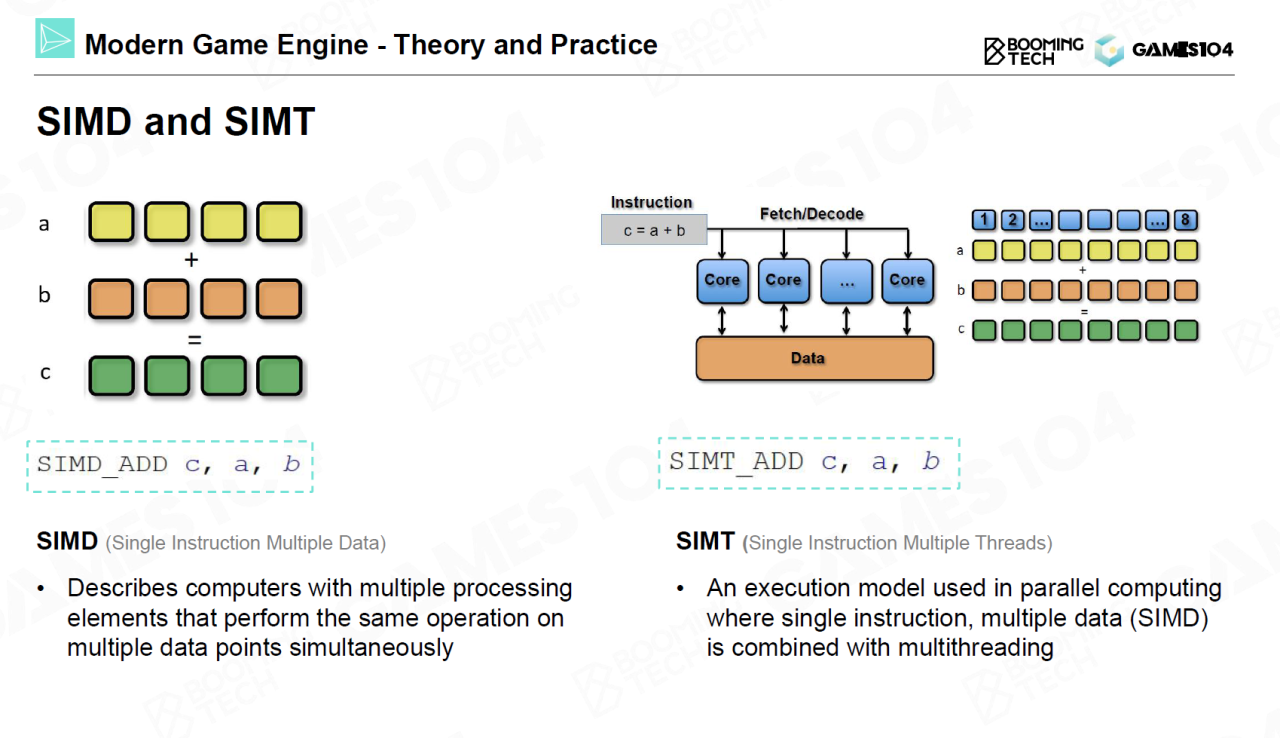 Modern Game Engine - Theory and Practice
BOOMING
TECH
GAMES104
SIMD and SIMT
a
+
b
=
c
SIMD_ADD c, a, b
SIMD (Single Instruction Multiple Data)
• Describes computers with multiple processing
elements that perform the same operation on
multiple data points simultaneously
Instruction
c = a + b
Fetch/Decode
Core
Core
...
Core
Data
1 2 ... ... 8
a
+
b
=
c
SIMT_ADD c, a, b
SIMT (Single Instruction Multiple Threads)
• An execution model used in parallel computing
where single instruction, multiple data (SIMD)
is combined with multithreading